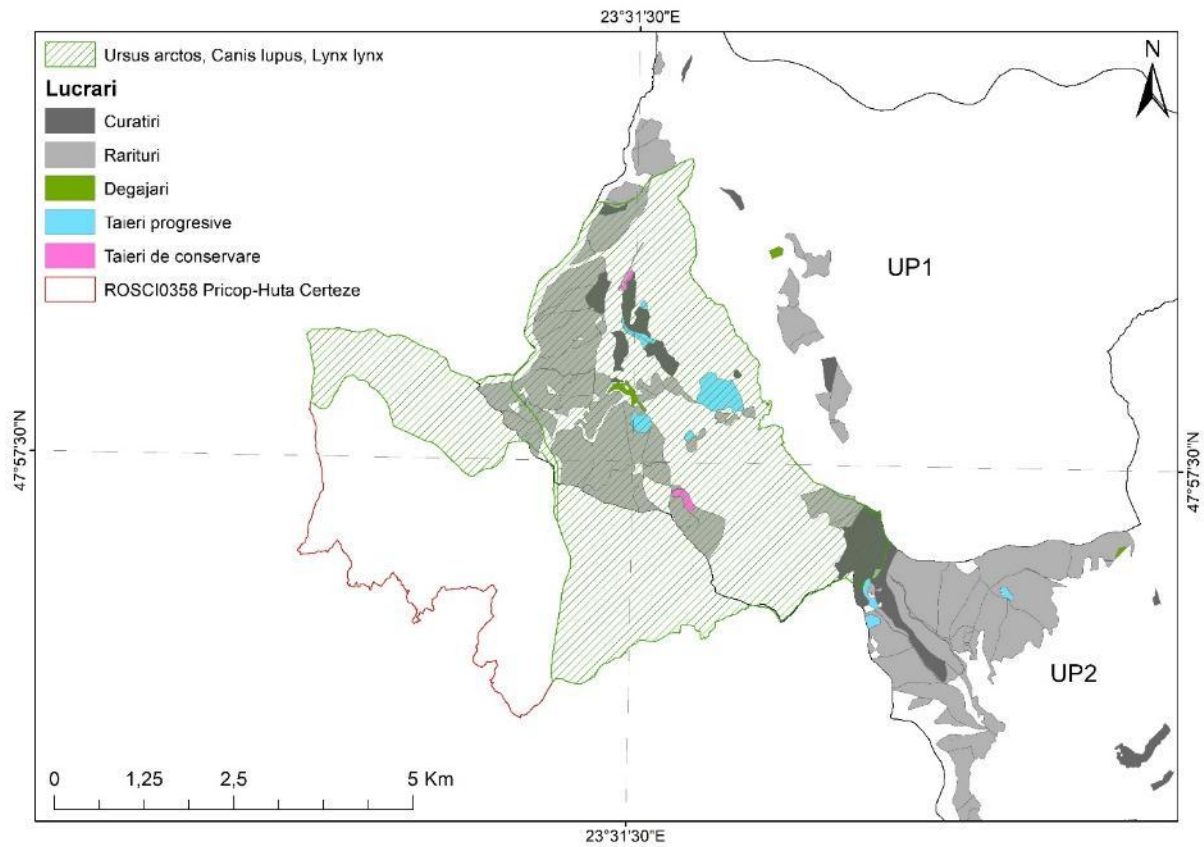 23°31'30"E
Ursus arctos, Canis lupus, Lynx lynx
Lucrari
Curatiri
Rarituri
Degajari
Taieri progresive
Taieri de conservare
ROSCI0358 Pricop-Huta Certeze
N
UP1
47°57'30"N
47°57'30"N
UP2
0 1,25 2,5 5 Km
23°31'30"E